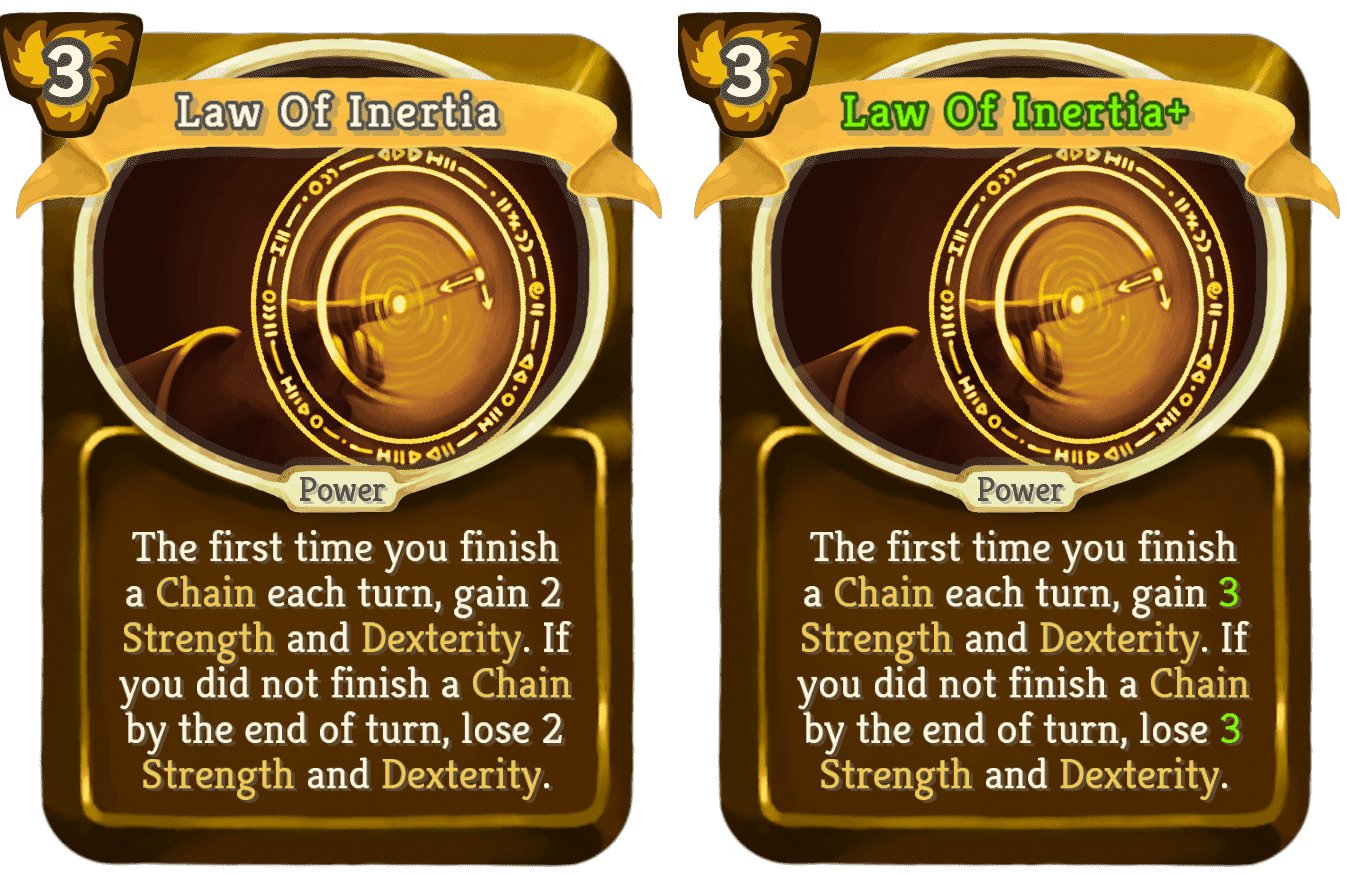 3
Law Of Inertia
Power
The first time you finish
a Chain each turn, gain 2
Strength and Dexterity. If
you did not finish a Chain
by the end of turn, lose 2
Strength and Dexterity.
3
Law Of Inertia+
Power
The first time you finish
a Chain each turn, gain 3
Strength and Dexterity. If
you did not finish a Chain
by the end of turn, lose 3
Strength and Dexterity.